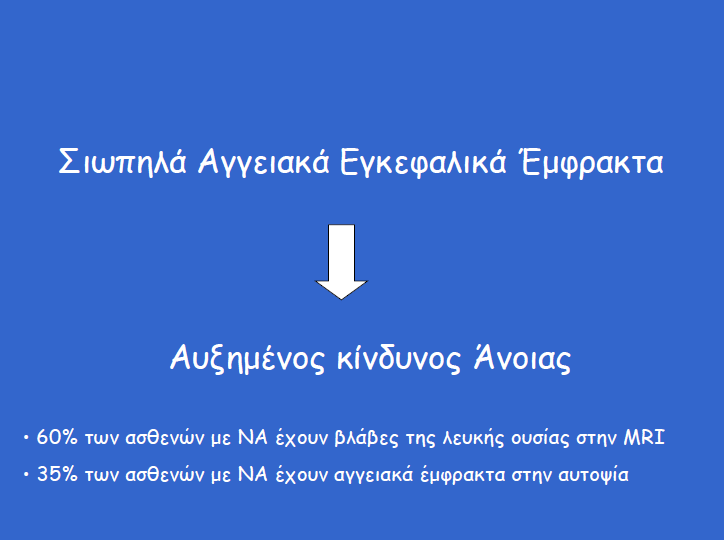 Σιωπηλά Αγγειακά Εγκεφαλικά Έμφρακτα
Αυξημένος κίνδυνος Άνοιας
• 60% των ασθενών με ΝΑ έχουν βλάβες της λευκής ουσίας στην MRI
• 35% των ασθενών με ΝΑ έχουν αγγειακά έμφρακτα στην αυτοψία